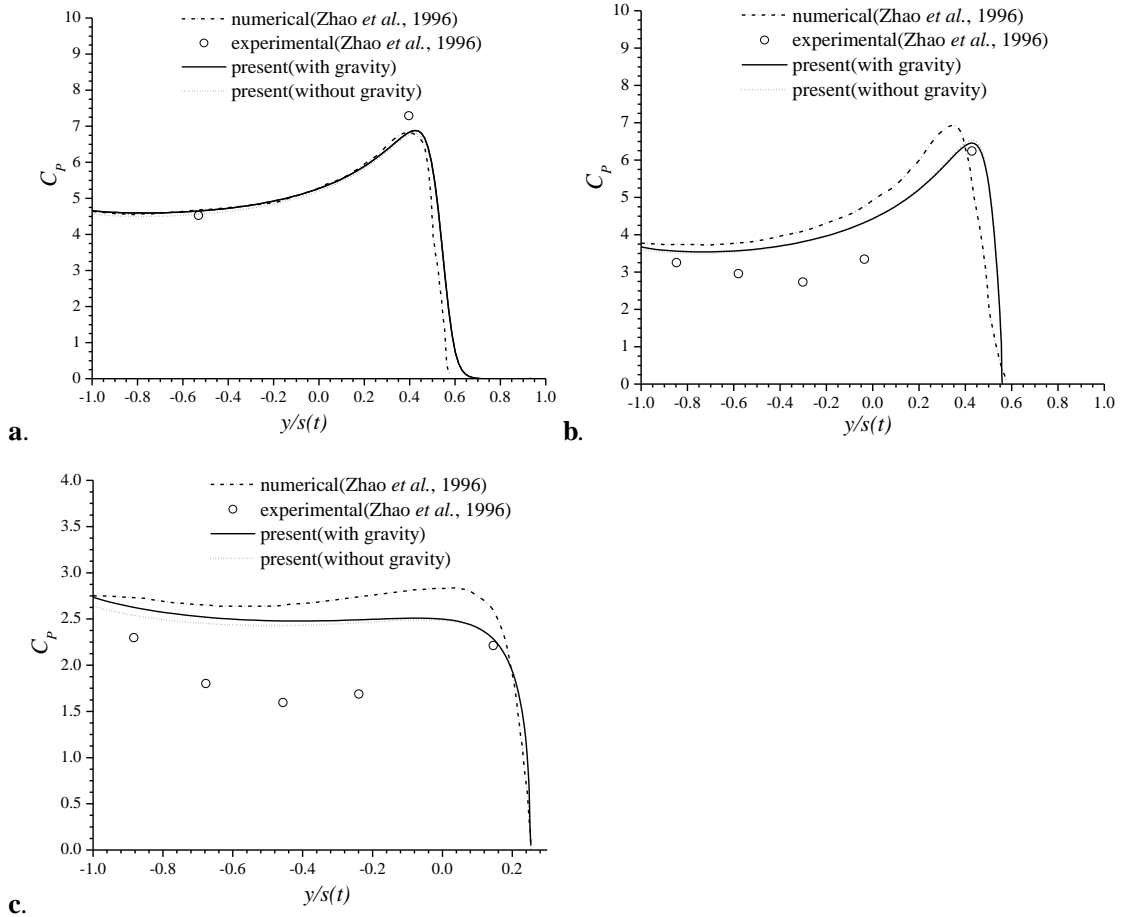 numerical(Zhao et al., 1996)
experimental(Zhao et al., 1996)
present(with gravity)
present(without gravity)
10
9
8
7
6
5
4
3
2
1
0
C_P
-1.0 -0.8 -0.6 -0.4 -0.2 0.0 0.2 0.4 0.6 0.8 1.0
y/s(t)
a.
numerical(Zhao et al., 1996)
experimental(Zhao et al., 1996)
present(with gravity)
present(without gravity)
10
9
8
7
6
5
4
3
2
1
0
C_P
-1.0 -0.8 -0.6 -0.4 -0.2 0.0 0.2 0.4 0.6 0.8 1.0
y/s(t)
b.
numerical(Zhao et al., 1996)
experimental(Zhao et al., 1996)
present(with gravity)
present(without gravity)
4.0
3.5
3.0
2.5
2.0
1.5
1.0
0.5
0.0
C_P
-1.0 -0.8 -0.6 -0.4 -0.2 0.0 0.2
y/s(t)
c.